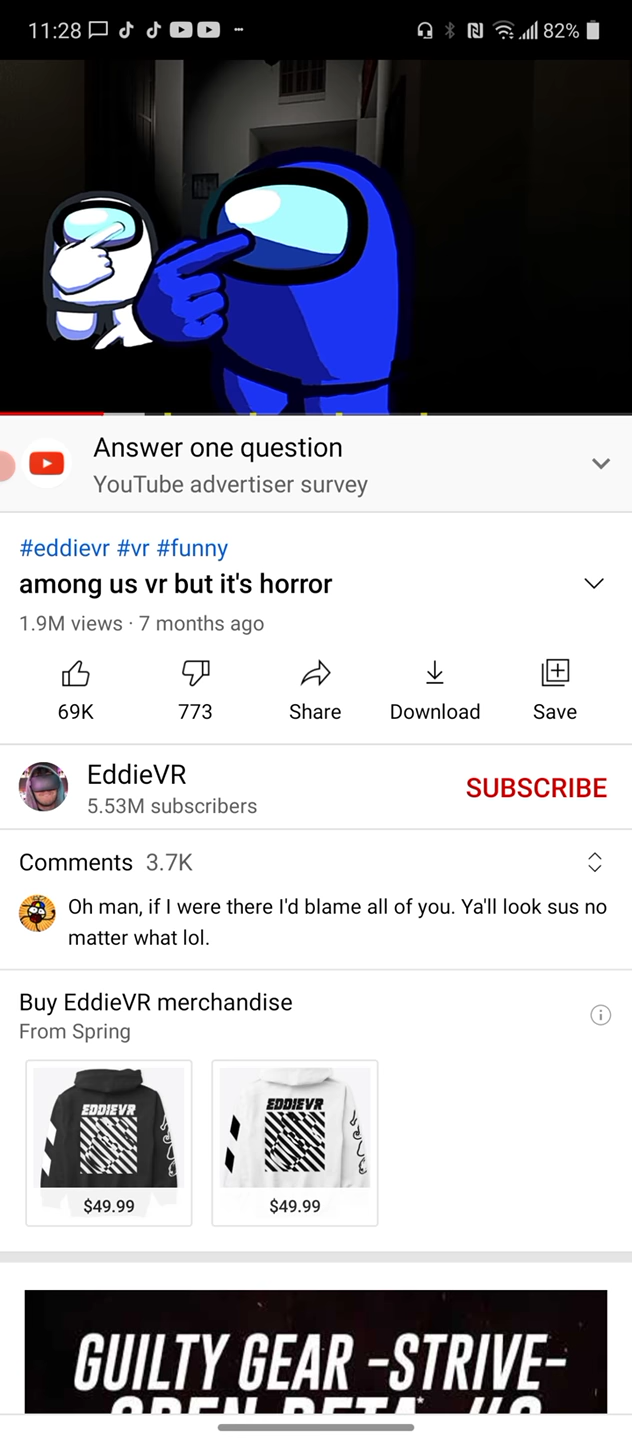 11:28
82%
Answer one question
YouTube advertiser survey
#eddievr #vr #funny
among us vr but it's horror
1.9M views · 7 months ago
69K
773
Share
Download
Save
EddieVR
5.53M subscribers
SUBSCRIBE
Comments 3.7K
Oh man, if I were there I'd blame all of you. Ya'll look sus no
matter what lol.
Buy EddieVR merchandise
From Spring
EDDIEVR
EDDIEVR
$49.99
$49.99
GUILTY GEAR -STRIVE-